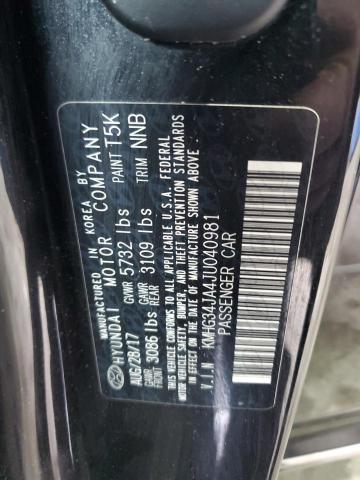 MANUFACTURED IN KOREA BY
HYUNDAI MOTOR COMPANY
AUG/28/17 GVWR 5732 lbs PAINT T5K
GAWR 3086 lbs GAWR 3109 lbs TRIM NNB
FRONT REAR
THIS VEHICLE CONFORMS TO ALL APPLICABLE U.S.A. FEDERAL
MOTOR VEHICLE SAFETY, BUMPER, AND THEFT PREVENTION STANDARDS
IN EFFECT ON THE DATE OF MANUFACTURE SHOWN ABOVE.
V.I.N : KMHG34JA4JU040981
PASSENGER CAR